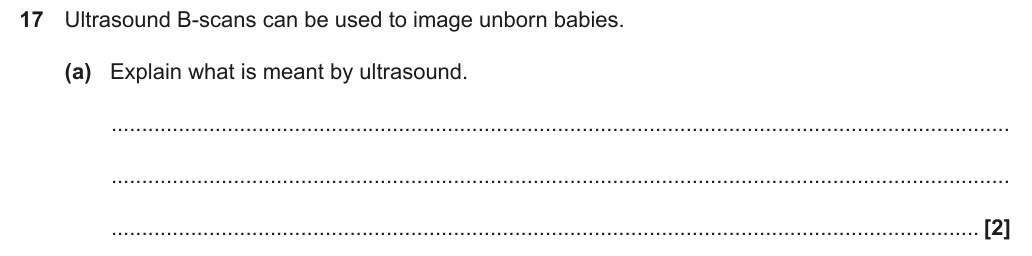 17 Ultrasound B-scans can be used to image unborn babies.
(a) Explain what is meant by ultrasound.
..........................................................................................................................................................
..........................................................................................................................................................
.................................................................................................................................................... [2]